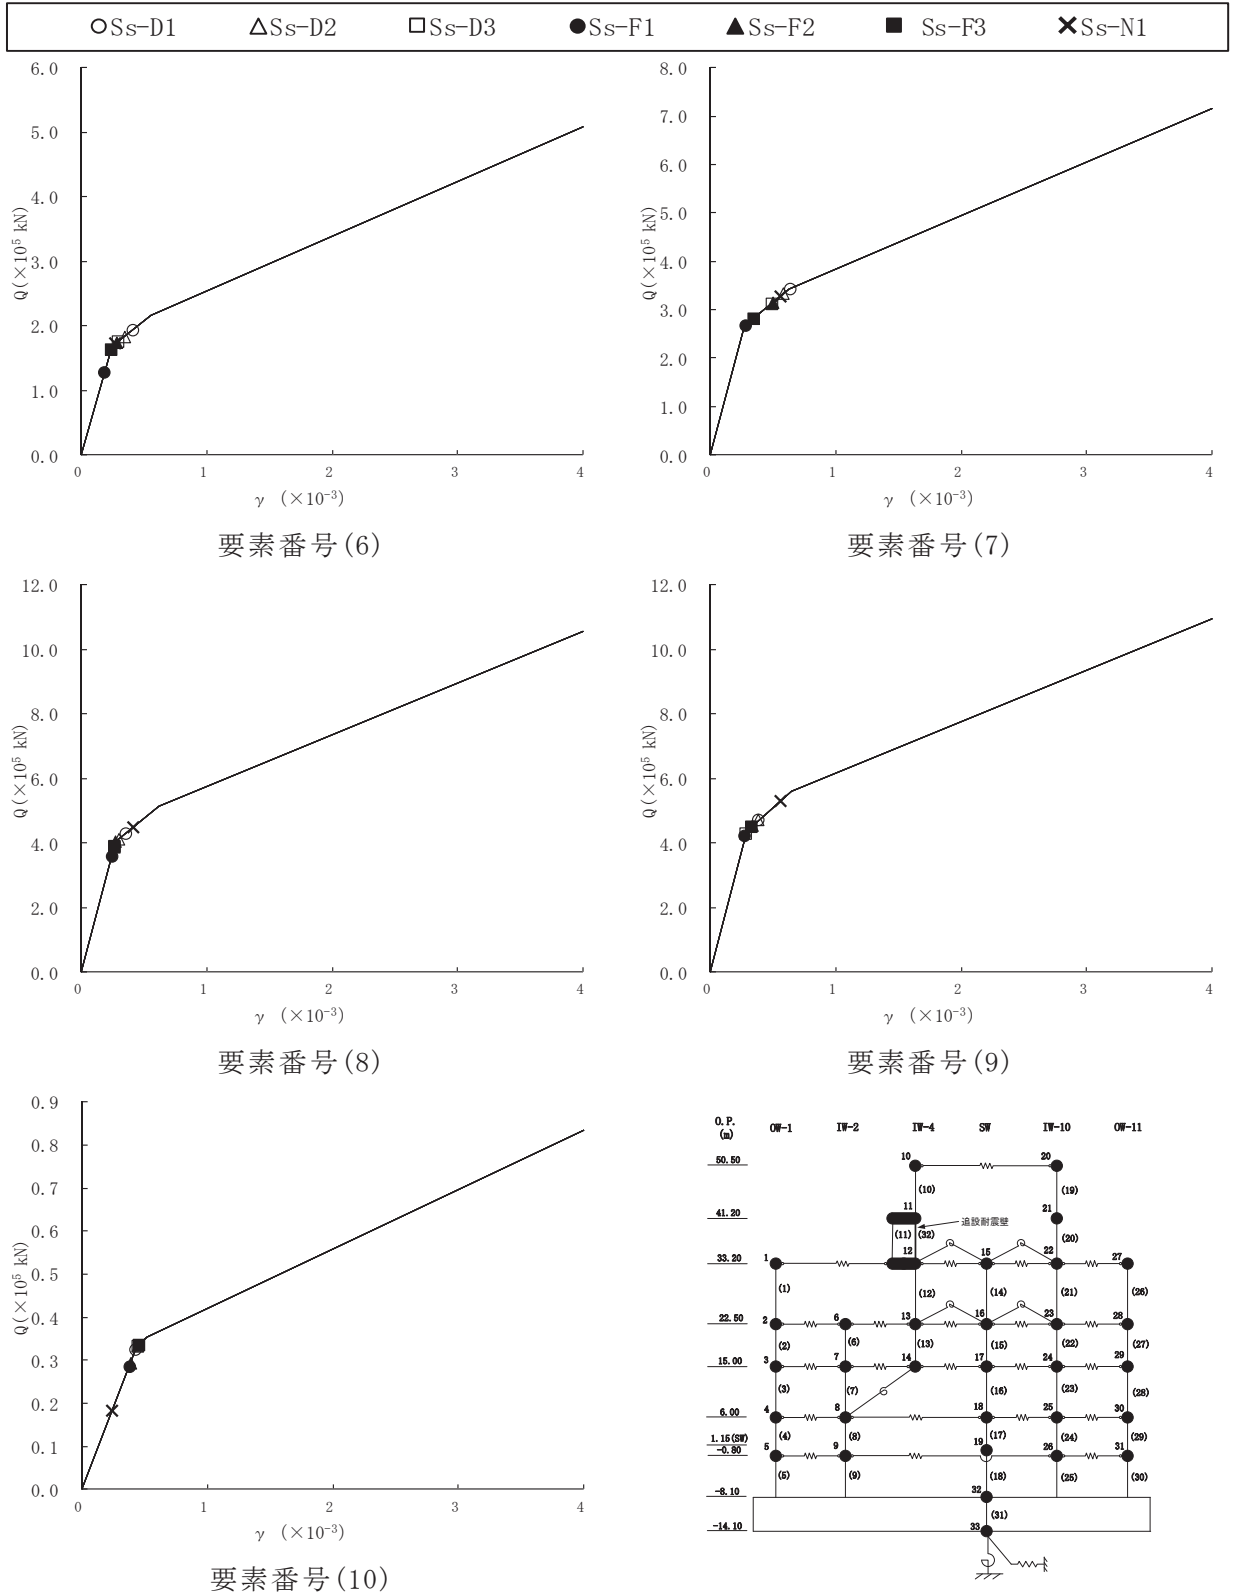 ○Ss-D1 △Ss-D2 □Ss-D3 ●Ss-F1 ▲Ss-F2 ■ Ss-F3 ×Ss-N1
6.0
5.0
4.0
3.0
2.0
1.0
0.0
Q(×10⁵ kN)
0 1 2 3 4
γ (×10⁻³)
要素番号(6)
8.0
7.0
6.0
5.0
4.0
3.0
2.0
1.0
0.0
Q(×10⁵ kN)
0 1 2 3 4
γ (×10⁻³)
要素番号(7)
12.0
10.0
8.0
6.0
4.0
2.0
0.0
Q(×10⁵ kN)
0 1 2 3 4
γ (×10⁻³)
要素番号(8)
12.0
10.0
8.0
6.0
4.0
2.0
0.0
Q(×10⁵ kN)
0 1 2 3 4
γ (×10⁻³)
要素番号(9)
0.9
0.8
0.7
0.6
0.5
0.4
0.3
0.2
0.1
0.0
Q(×10⁵ kN)
0 1 2 3 4
γ (×10⁻³)
要素番号(10)
O.P. OW-1 IW-2 IW-4 SW IW-10 OW-11
(m)
50.50 10 20
(10) (19)
41.20 11 21
追設耐震壁
(11) (32) (20)
33.20 1 12 15 22 27
(1) (12) (14) (21) (26)
22.50 2 6 13 16 23 28
(2) (6) (13) (15) (22) (27)
15.00 3 7 14 17 24 29
(3) (7) (16) (23) (28)
6.00 4 8 18 25 30
(4) (8) (17) (24) (29)
1.15(SW) 19
-0.80 5 9 26 31
(5) (9) (18) (25) (30)
-8.10 32
(31)
-14.10 33